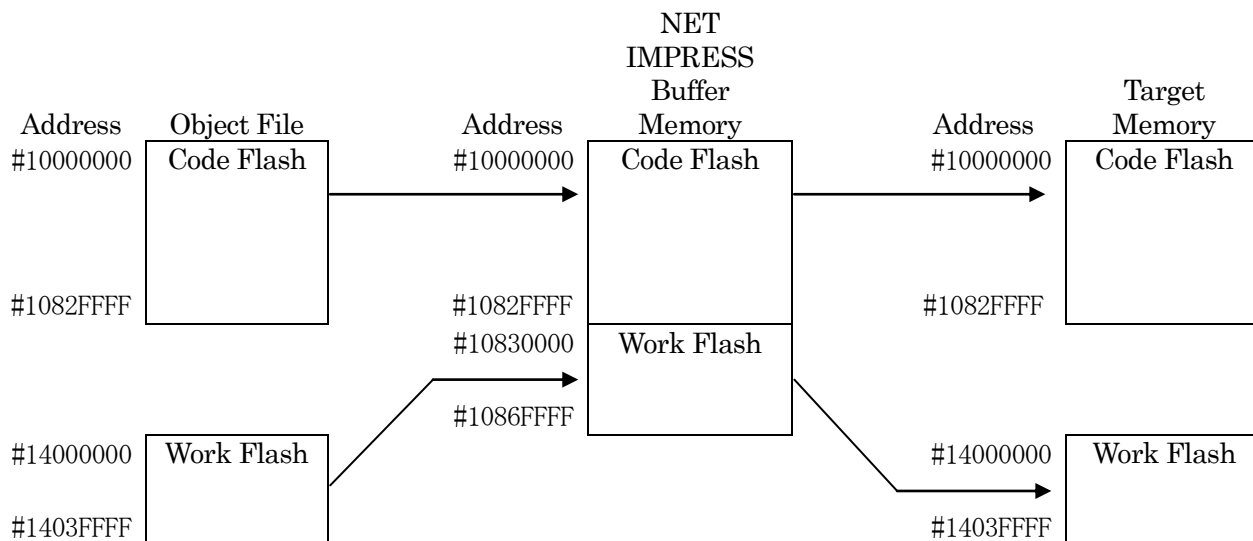 NET
IMPRESS
Buffer
Memory
Target
Memory
Address Object File Address Address
#10000000 Code Flash #10000000 Code Flash #10000000 Code Flash
#1082FFFF #1082FFFF #1082FFFF
#10830000 Work Flash
#1086FFFF
#14000000 Work Flash #14000000 Work Flash
#1403FFFF #1403FFFF